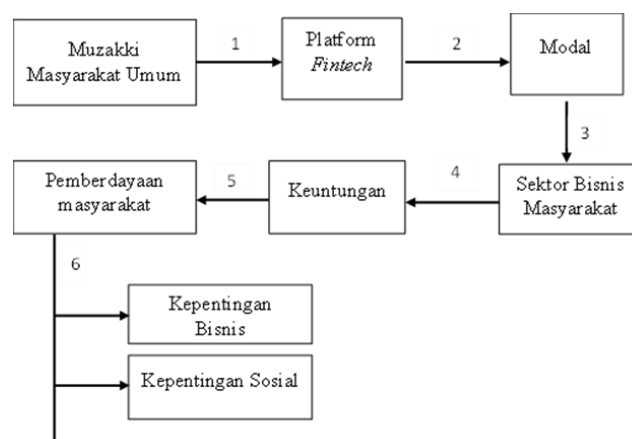 Muzakki
Masyarakat Umum
1
Platform
Fintech
2
Modal
3
Sektor Bisnis
Masyarakat
4
Keuntungan
5
Pemberdayaan
masyarakat
6
Kepentingan
Bisnis
Kepentingan Sosial